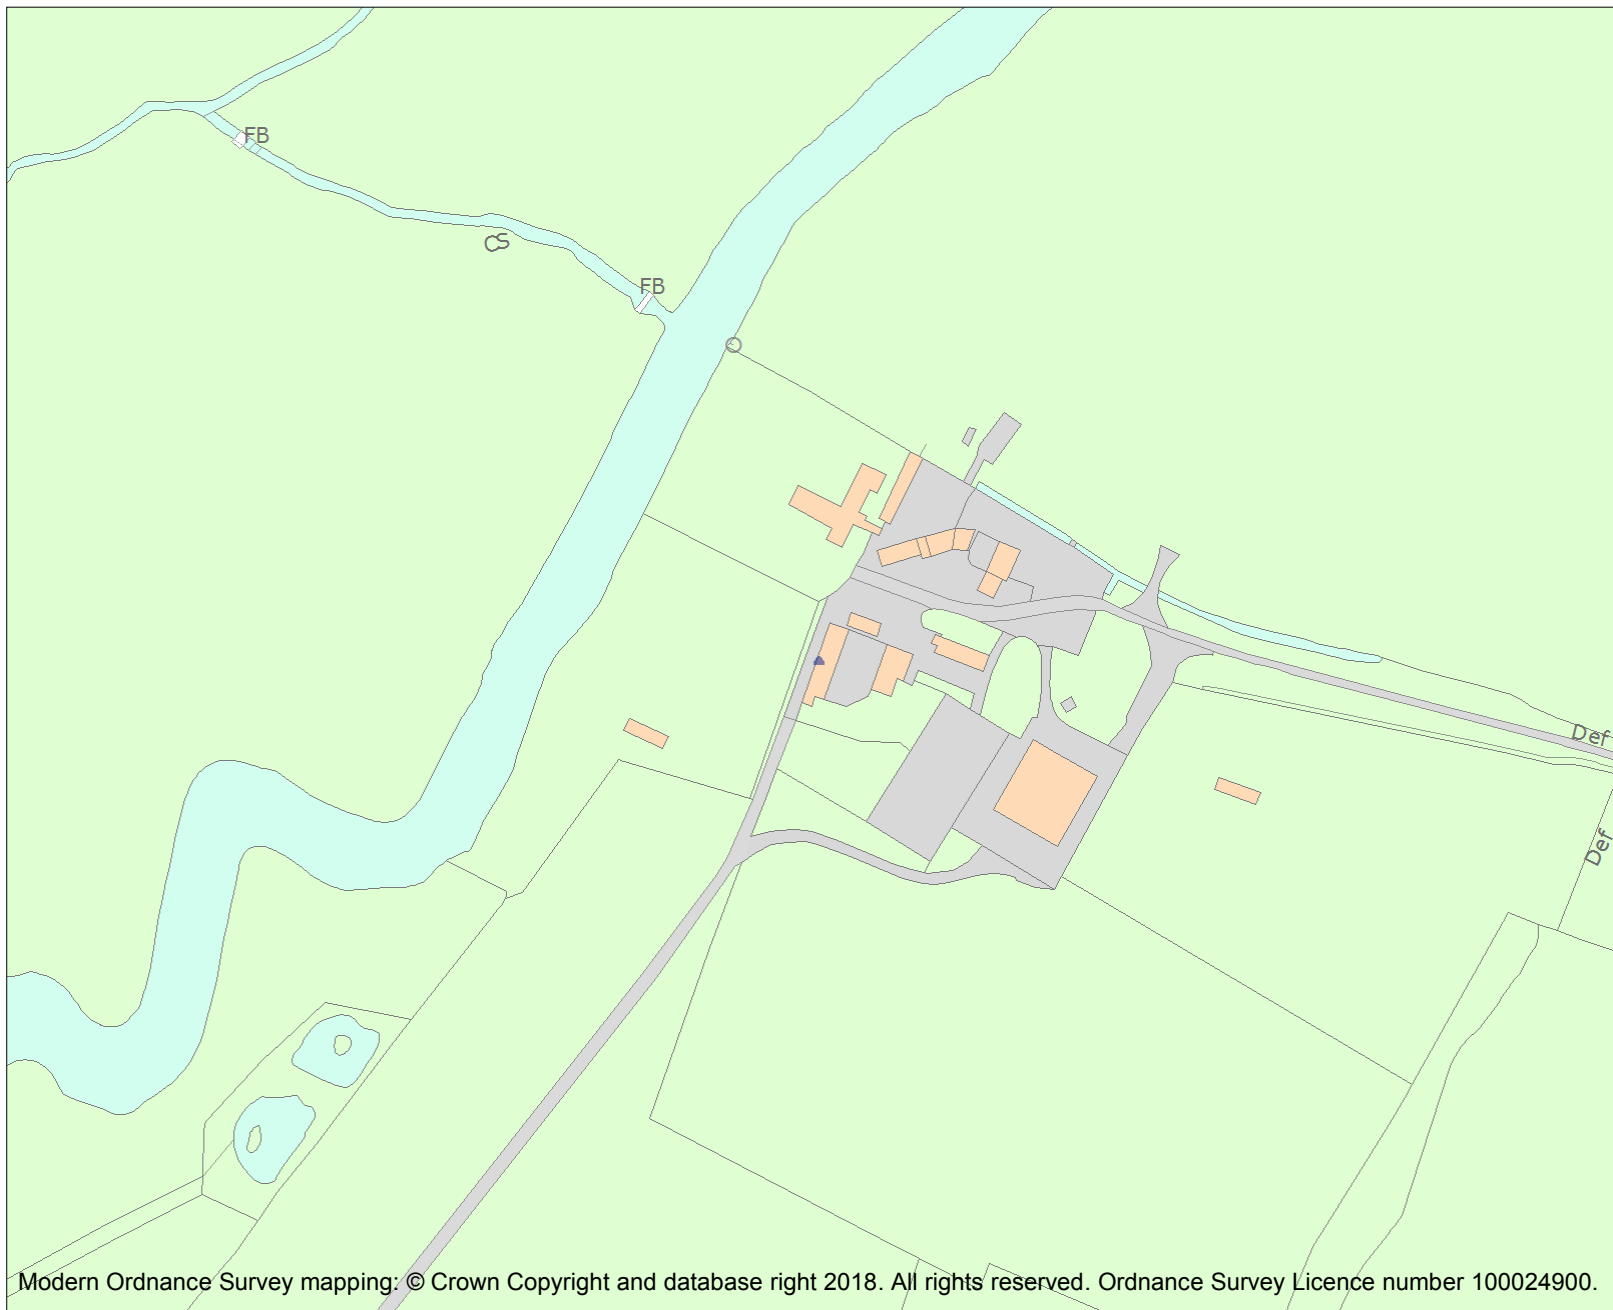 FB
CS
FB
Def
Def
Modern Ordnance Survey mapping: © Crown Copyright and database right 2018. All rights reserved. Ordnance Survey Licence number 100024900.